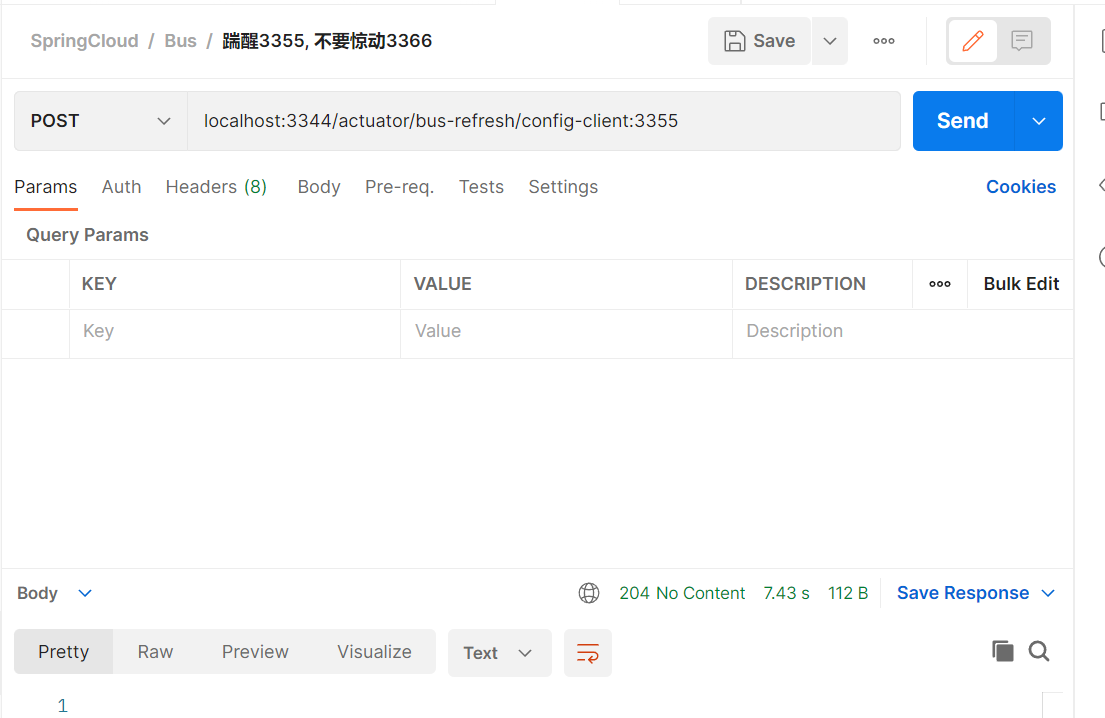 SpringCloud / Bus / 踹醒3355, 不要惊动3366
Save
POST
localhost:3344/actuator/bus-refresh/config-client:3355
Send
Params Auth Headers (8) Body Pre-req. Tests Settings Cookies
Query Params
KEY VALUE DESCRIPTION Bulk Edit
Key Value Description
Body 204 No Content 7.43 s 112 B Save Response
Pretty Raw Preview Visualize Text
1